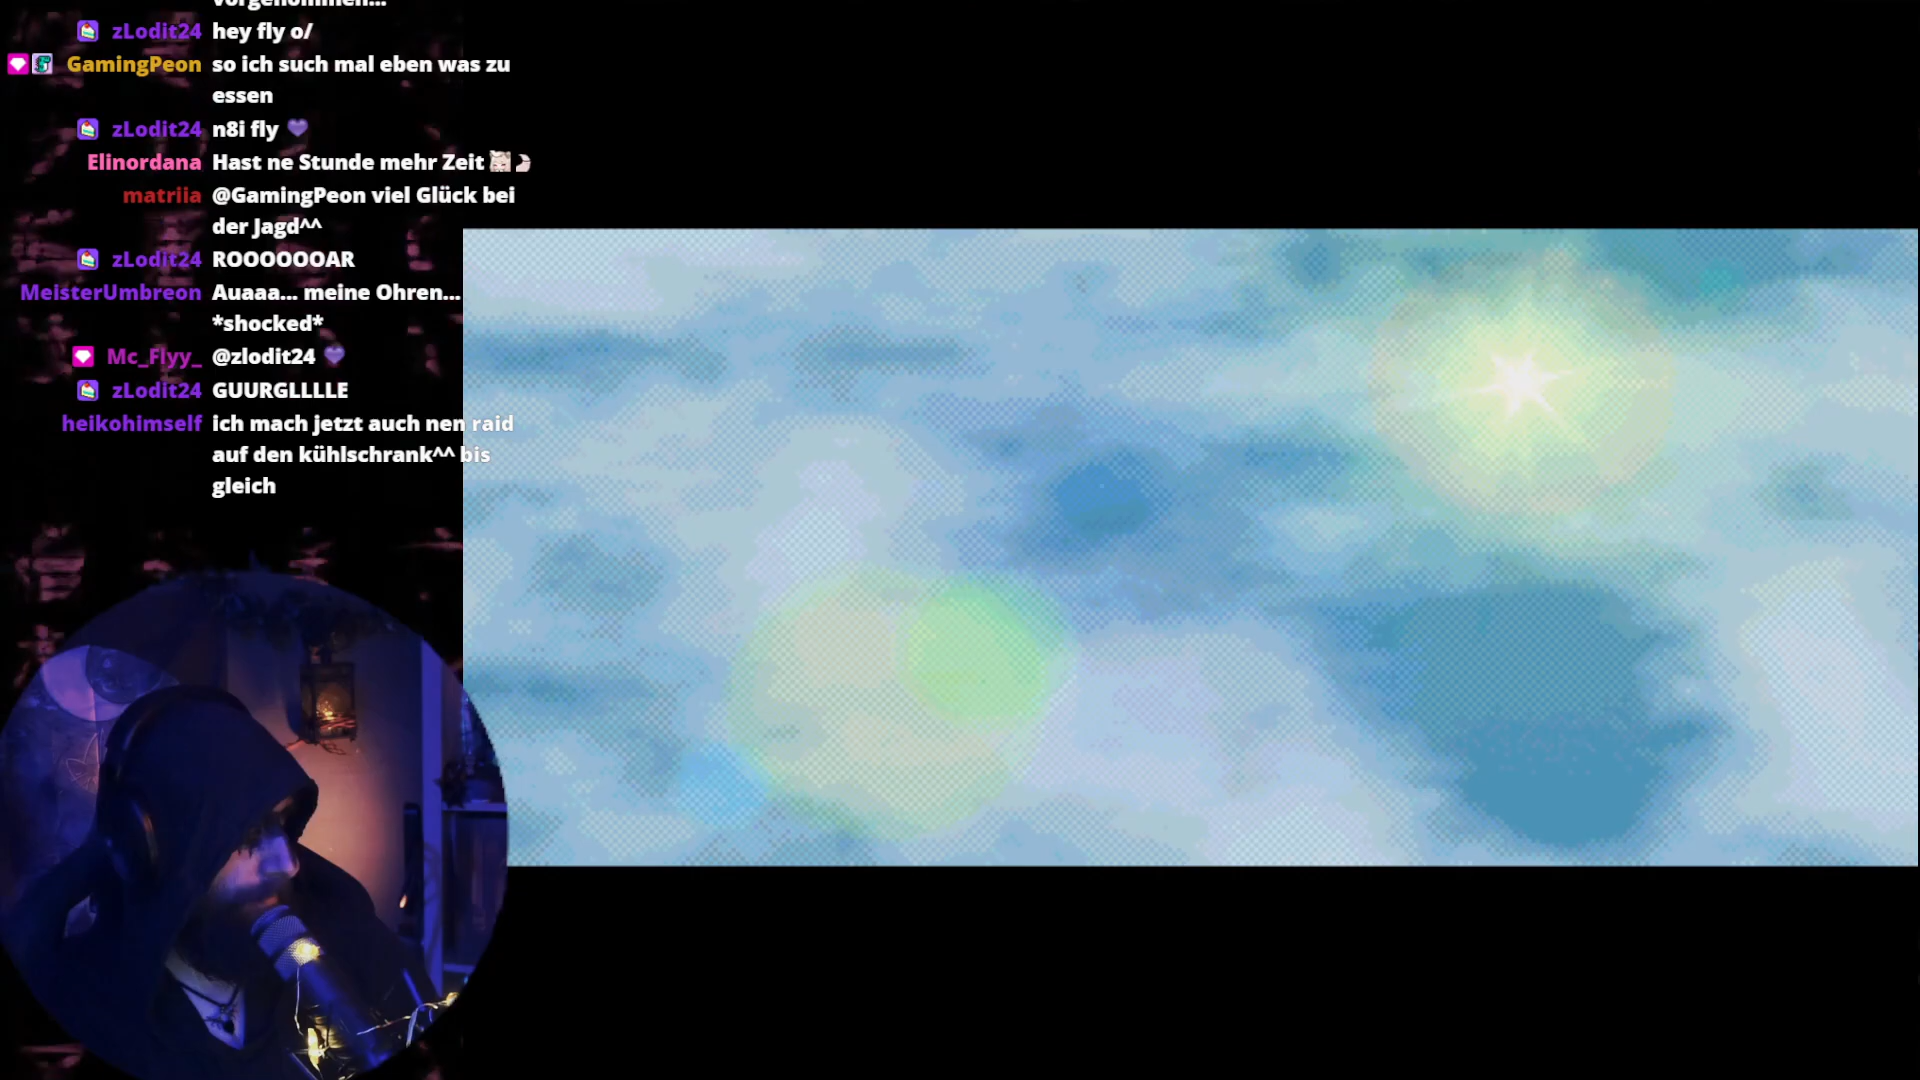 vorgenommen...
zLodit24 hey fly o/
GamingPeon so ich such mal eben was zu
essen
zLodit24 n8i fly 💜
Elinordana Hast ne Stunde mehr Zeit
matriia @GamingPeon viel Glück bei
der Jagd^^
zLodit24 ROOOOOOAR
MeisterUmbreon Auaaa... meine Ohren...
*shocked*
Mc_Flyy_ @zlodit24 💜
zLodit24 GUURGLLLLE
heikohimself ich mach jetzt auch nen raid
auf den kühlschrank^^ bis
gleich